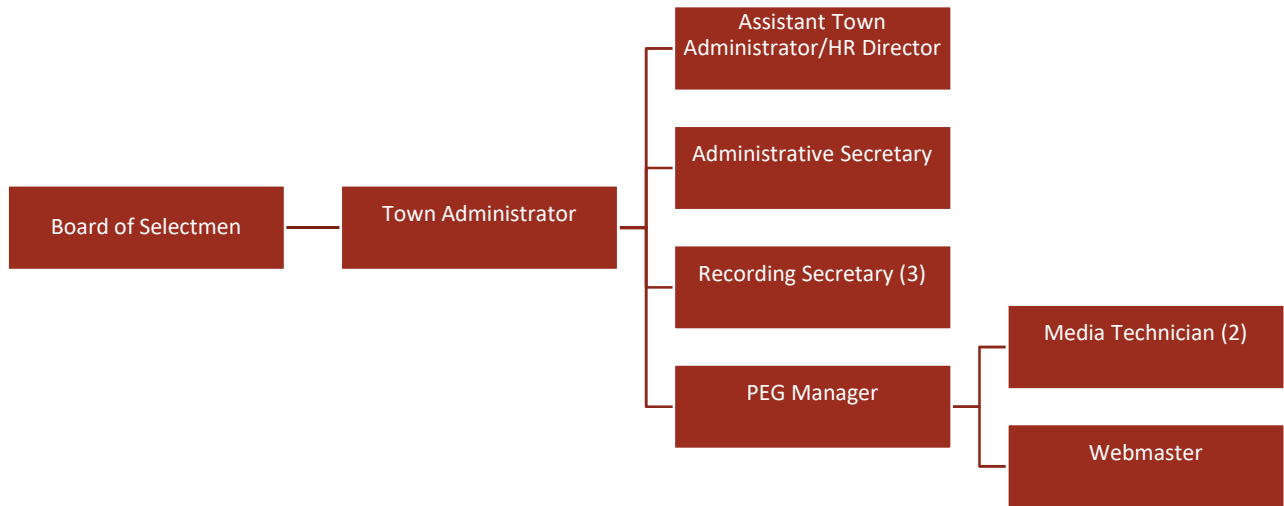 Board of Selectmen
Town Administrator
Assistant Town
Administrator/HR Director
Administrative Secretary
Recording Secretary (3)
PEG Manager
Media Technician (2)
Webmaster